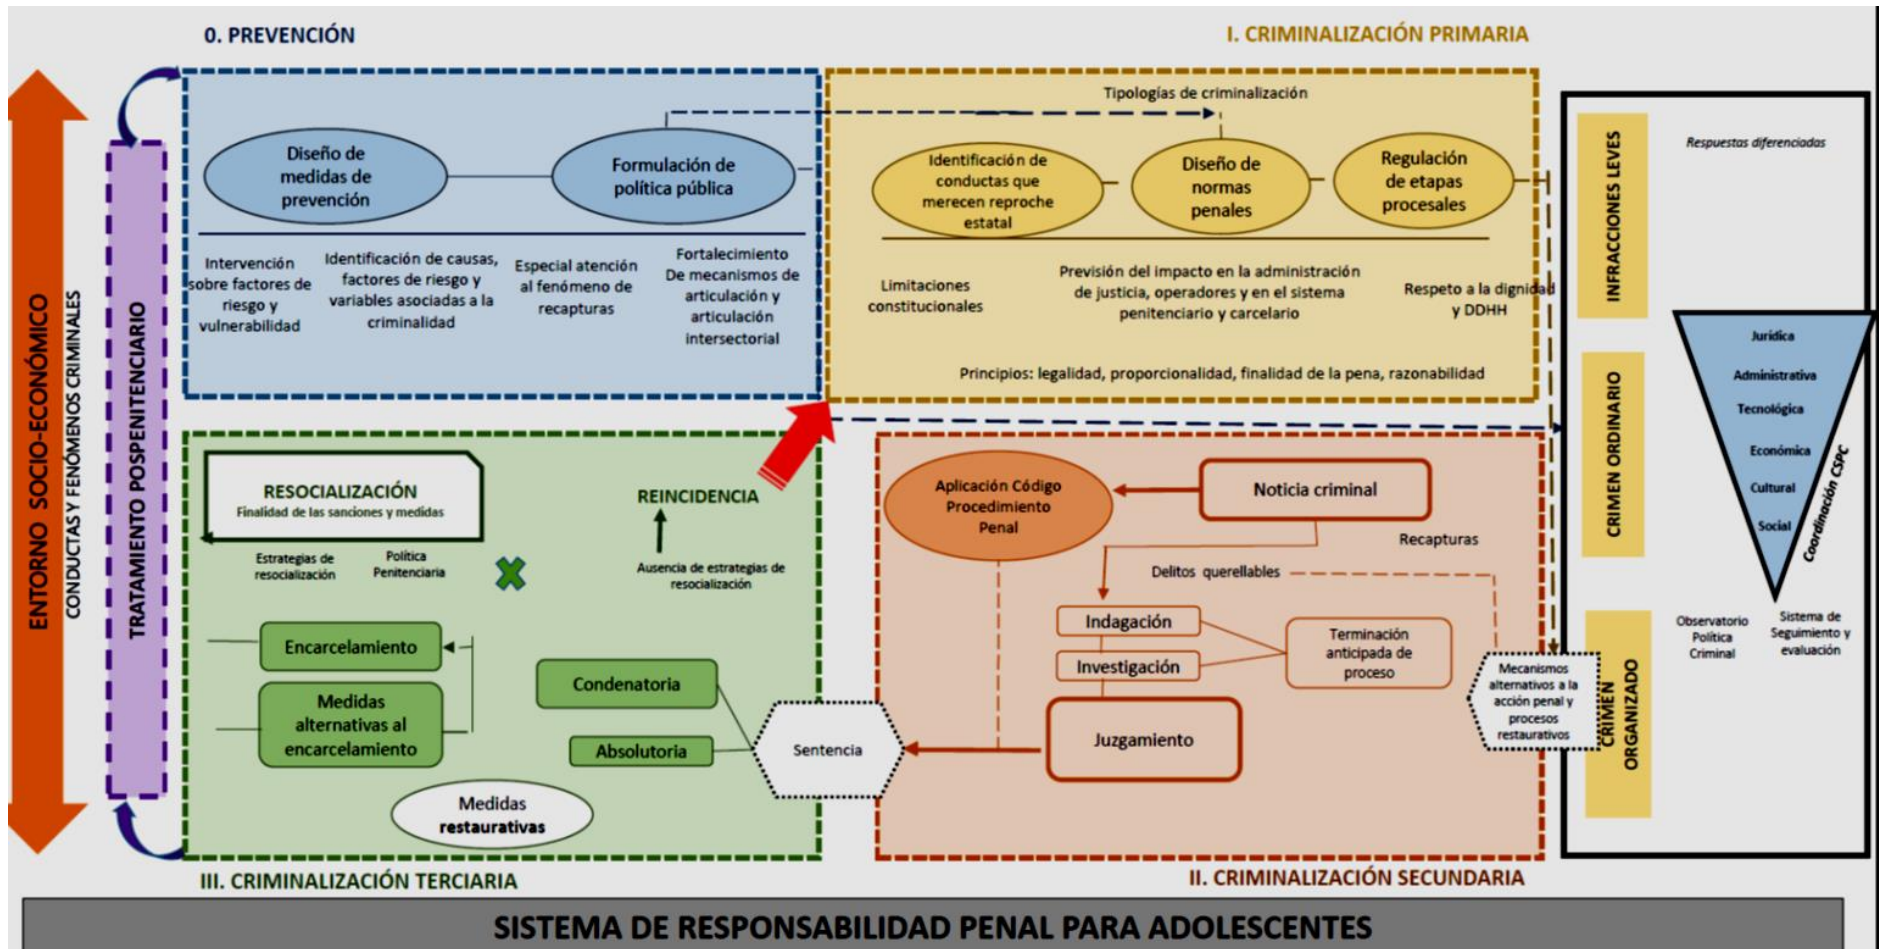 0. PREVENCIÓN
I. CRIMINALIZACIÓN PRIMARIA
ENTORNO SOCIO-ECONÓMICO
CONDUCTAS Y FENÓMENOS CRIMINALES
TRATAMIENTO POSPENITENCIARIO
Diseño de
medidas de
prevención
Formulación de
política pública
Intervención
sobre factores de
riesgo y
vulnerabilidad
Identificación de causas,
factores de riesgo y
variables asociadas a la
criminalidad
Especial atención
al fenómeno de
recapturas
Fortalecimiento
De mecanismos de
articulación y
articulación
intersectorial
Tipologías de criminalización
Identificación de
conductas que
merecen reproche
estatal
Diseño de
normas
penales
Regulación
de etapas
procesales
Limitaciones
constitucionales
Previsión del impacto en la administración
de justicia, operadores y en el sistema
penitenciario y carcelario
Respeto a la dignidad
y DDHH
Principios: legalidad, proporcionalidad, finalidad de la pena, razonabilidad
INFRACCIONES LEVES
CRIMEN ORDINARIO
CRIMEN
ORGANIZADO
Respuestas diferenciadas
Jurídica
Administrativa
Tecnológica
Económica
Cultural
Social
Coordinación CSPC
Observatorio
Política
Criminal
Sistema de
Seguimiento y
evaluación
RESOCIALIZACIÓN
Finalidad de las sanciones y medidas
Estrategias de
resocialización
Política
Penitenciaria
REINCIDENCIA
Ausencia de estrategias de
resocialización
Encarcelamiento
Medidas
alternativas al
encarcelamiento
Condenatoria
Absolutoria
Medidas
restaurativas
Sentencia
Aplicación Código
Procedimiento
Penal
Noticia criminal
Recapturas
Delitos querellables
Indagación
Investigación
Terminación
anticipada de
proceso
Juzgamiento
Mecanismos
alternativos a la
acción penal y
procesos
restaurativos
III. CRIMINALIZACIÓN TERCIARIA
II. CRIMINALIZACIÓN SECUNDARIA
SISTEMA DE RESPONSABILIDAD PENAL PARA ADOLESCENTES